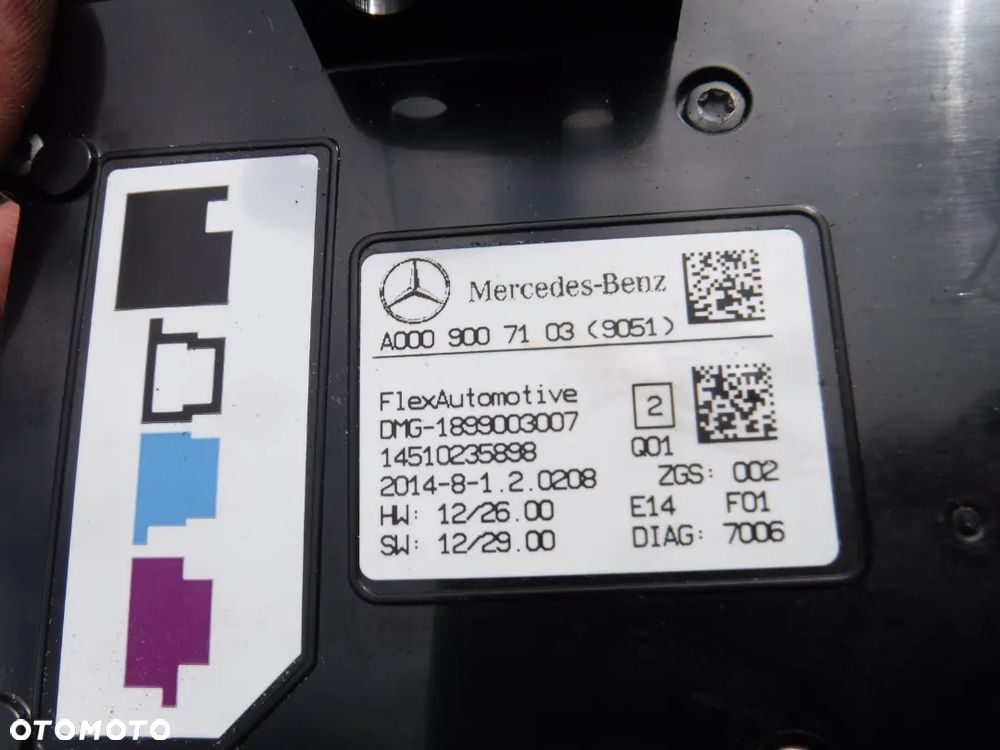 Mercedes-Benz
A000 900 71 03 (9051)
FlexAutomotive
DMG-1899003007
2
14510235898
Q01
2014-8-1.2.0208
ZGS: 002
HW: 12/26.00
E14 F01
SW: 12/29.00
DIAG: 7006
OTOMOTO